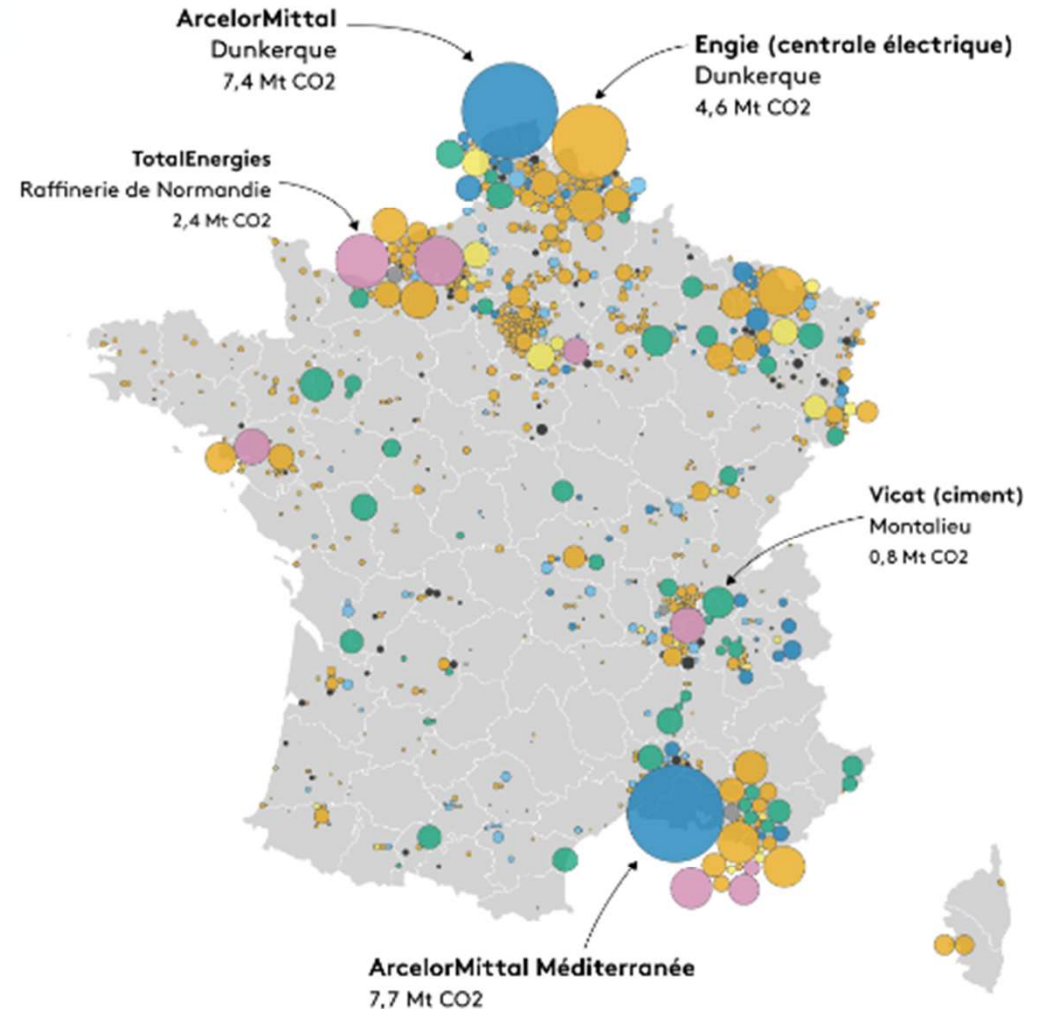 ArcelorMittal
Dunkerque
7,4 Mt CO2
Engie (centrale électrique)
Dunkerque
4,6 Mt CO2
TotalEnergies
Raffinerie de Normandie
2,4 Mt CO2
Vicat (ciment)
Montalieu
0,8 Mt CO2
ArcelorMittal Méditerranée
7,7 Mt CO2